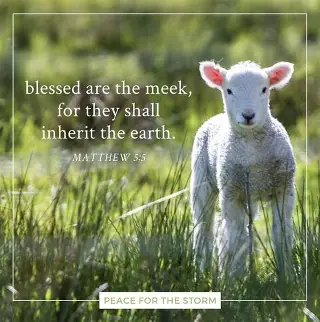 blessed are the meek,
for they shall
inherit the earth.
MATTHEW 5:5
PEACE FOR THE STORM